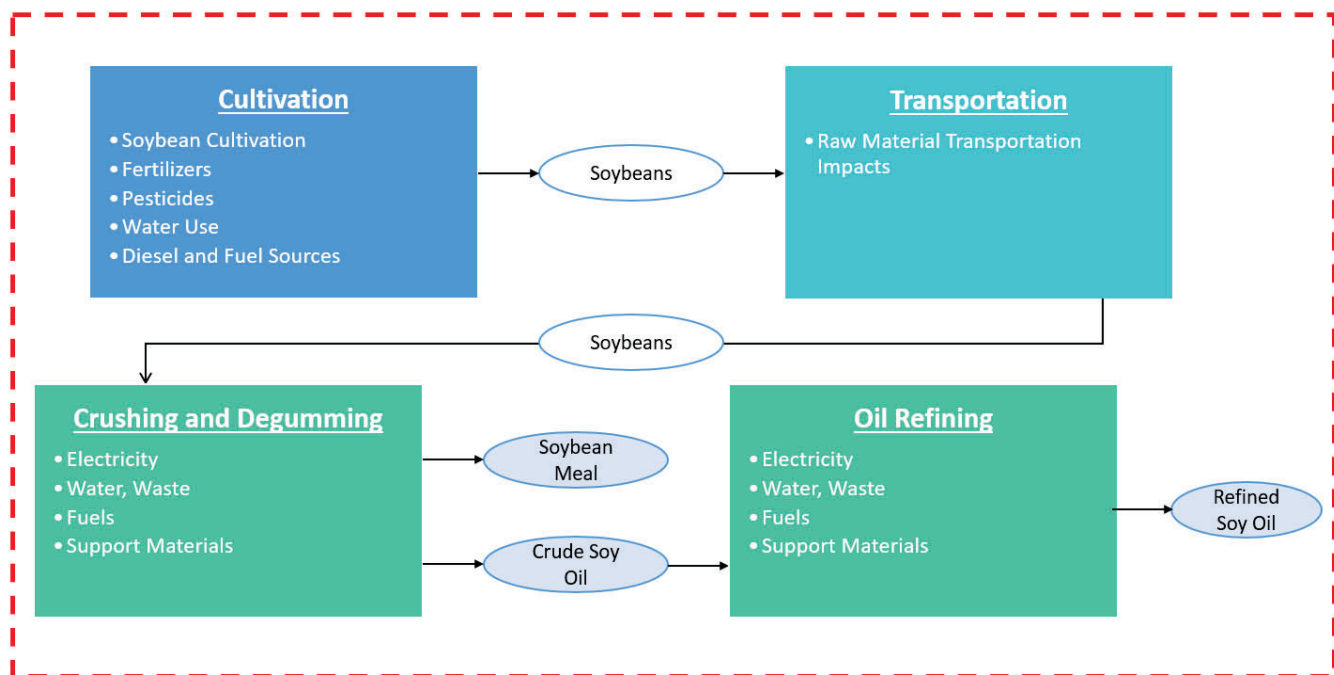 Cultivation
• Soybean Cultivation
• Fertilizers
• Pesticides
• Water Use
• Diesel and Fuel Sources
Soybeans
Transportation
• Raw Material Transportation
Impacts
Soybeans
Crushing and Degumming
• Electricity
• Water, Waste
• Fuels
• Support Materials
Soybean
Meal
Crude Soy
Oil
Oil Refining
• Electricity
• Water, Waste
• Fuels
• Support Materials
Refined
Soy Oil